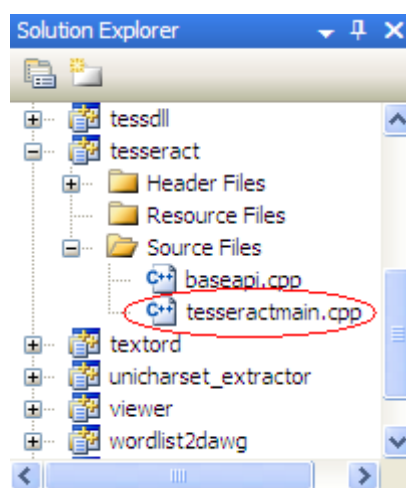 Solution Explorer
tessdll
tesseract
Header Files
Resource Files
Source Files
baseapi.cpp
tesseractmain.cpp
textord
unicharset_extractor
viewer
wordlist2dawg